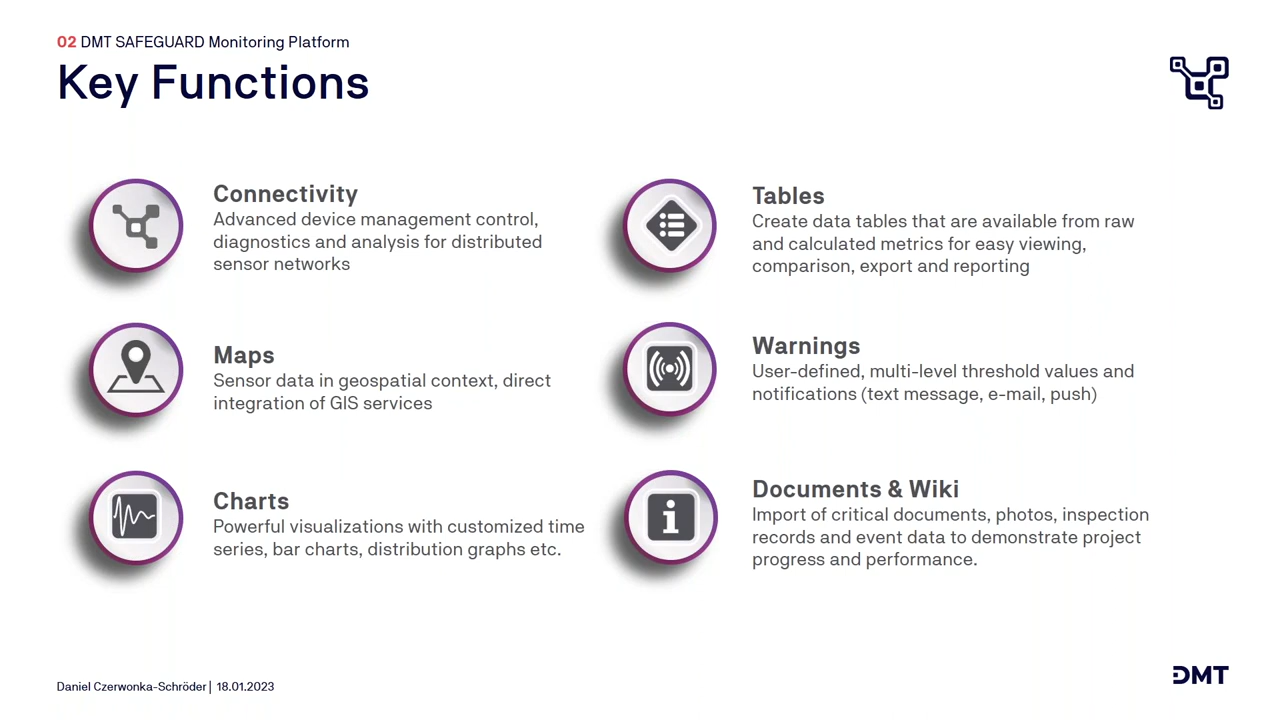 02 DMT SAFEGUARD Monitoring Platform
Key Functions
Connectivity
Advanced device management control,
diagnostics and analysis for distributed
sensor networks
Maps
Sensor data in geospatial context, direct
integration of GIS services
Charts
Powerful visualizations with customized time
series, bar charts, distribution graphs etc.
Tables
Create data tables that are available from raw
and calculated metrics for easy viewing,
comparison, export and reporting
Warnings
User-defined, multi-level threshold values and
notifications (text message, e-mail, push)
Documents & Wiki
Import of critical documents, photos, inspection
records and event data to demonstrate project
progress and performance.
Daniel Czerwonka-Schröder | 18.01.2023
DMT